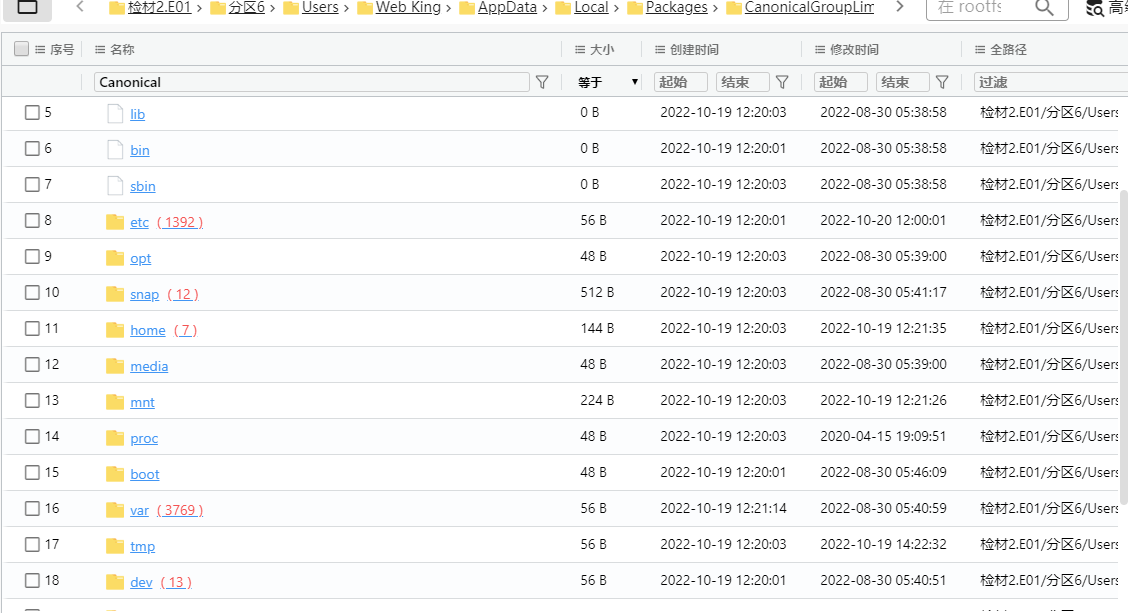 检材2.E01 › 分区6 › Users › Web King › AppData › Local › Packages › CanonicalGroupLim 在 rootfs
序号 名称 大小 创建时间 修改时间 全路径
Canonical 等于 起始 结束 起始 结束 过滤
5 lib 0 B 2022-10-19 12:20:03 2022-08-30 05:38:58 检材2.E01/分区6/Users
6 bin 0 B 2022-10-19 12:20:01 2022-08-30 05:38:58 检材2.E01/分区6/Users
7 sbin 0 B 2022-10-19 12:20:03 2022-08-30 05:38:58 检材2.E01/分区6/Users
8 etc ( 1392 ) 56 B 2022-10-19 12:20:01 2022-10-20 12:00:01 检材2.E01/分区6/Users
9 opt 48 B 2022-10-19 12:20:03 2022-08-30 05:39:00 检材2.E01/分区6/Users
10 snap ( 12 ) 512 B 2022-10-19 12:20:03 2022-08-30 05:41:17 检材2.E01/分区6/Users
11 home ( 7 ) 144 B 2022-10-19 12:20:03 2022-10-19 12:21:35 检材2.E01/分区6/Users
12 media 48 B 2022-10-19 12:20:03 2022-08-30 05:39:00 检材2.E01/分区6/Users
13 mnt 224 B 2022-10-19 12:20:03 2022-10-19 12:21:26 检材2.E01/分区6/Users
14 proc 48 B 2022-10-19 12:20:03 2020-04-15 19:09:51 检材2.E01/分区6/Users
15 boot 48 B 2022-10-19 12:20:01 2022-08-30 05:46:09 检材2.E01/分区6/Users
16 var ( 3769 ) 56 B 2022-10-19 12:21:14 2022-08-30 05:40:59 检材2.E01/分区6/Users
17 tmp 56 B 2022-10-19 12:20:03 2022-10-19 14:22:32 检材2.E01/分区6/Users
18 dev ( 13 ) 56 B 2022-10-19 12:20:01 2022-08-30 05:40:51 检材2.E01/分区6/Users